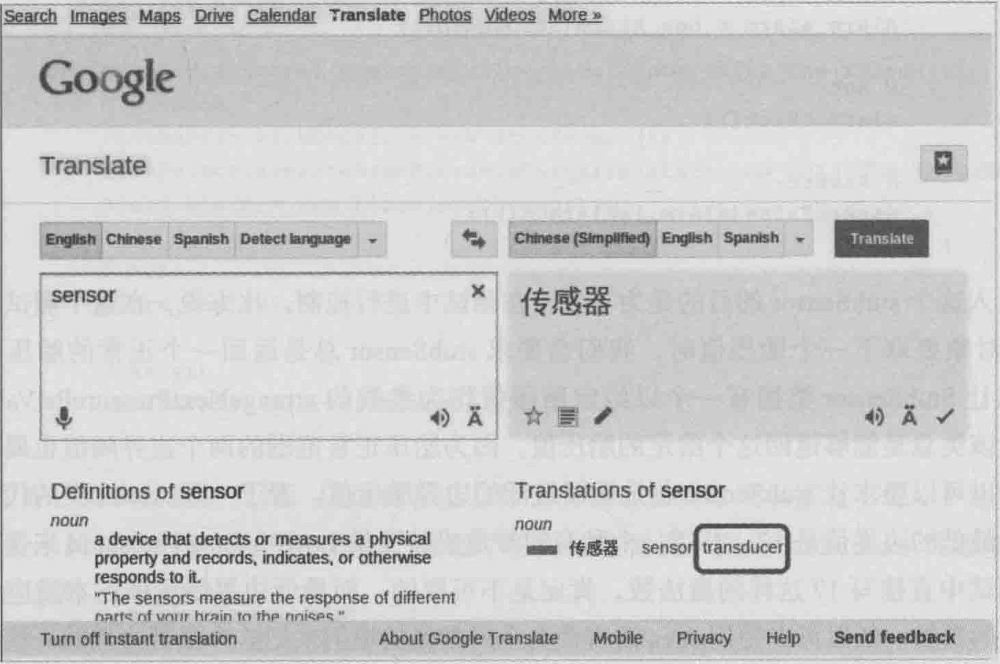 Search Images Maps Drive Calendar Translate Photos Videos More »
Google
Translate
English Chinese Spanish Detect language
Chinese (Simplified) English Spanish
Translate
sensor
传感器
Ä
Ä
Definitions of sensor
noun
a device that detects or measures a physical
property and records, indicates, or otherwise
responds to it.
"The sensors measure the response of different
parts of your brain to the noises."
Translations of sensor
noun
传感器 sensor transducer
Turn off instant translation About Google Translate Mobile Privacy Help Send feedback